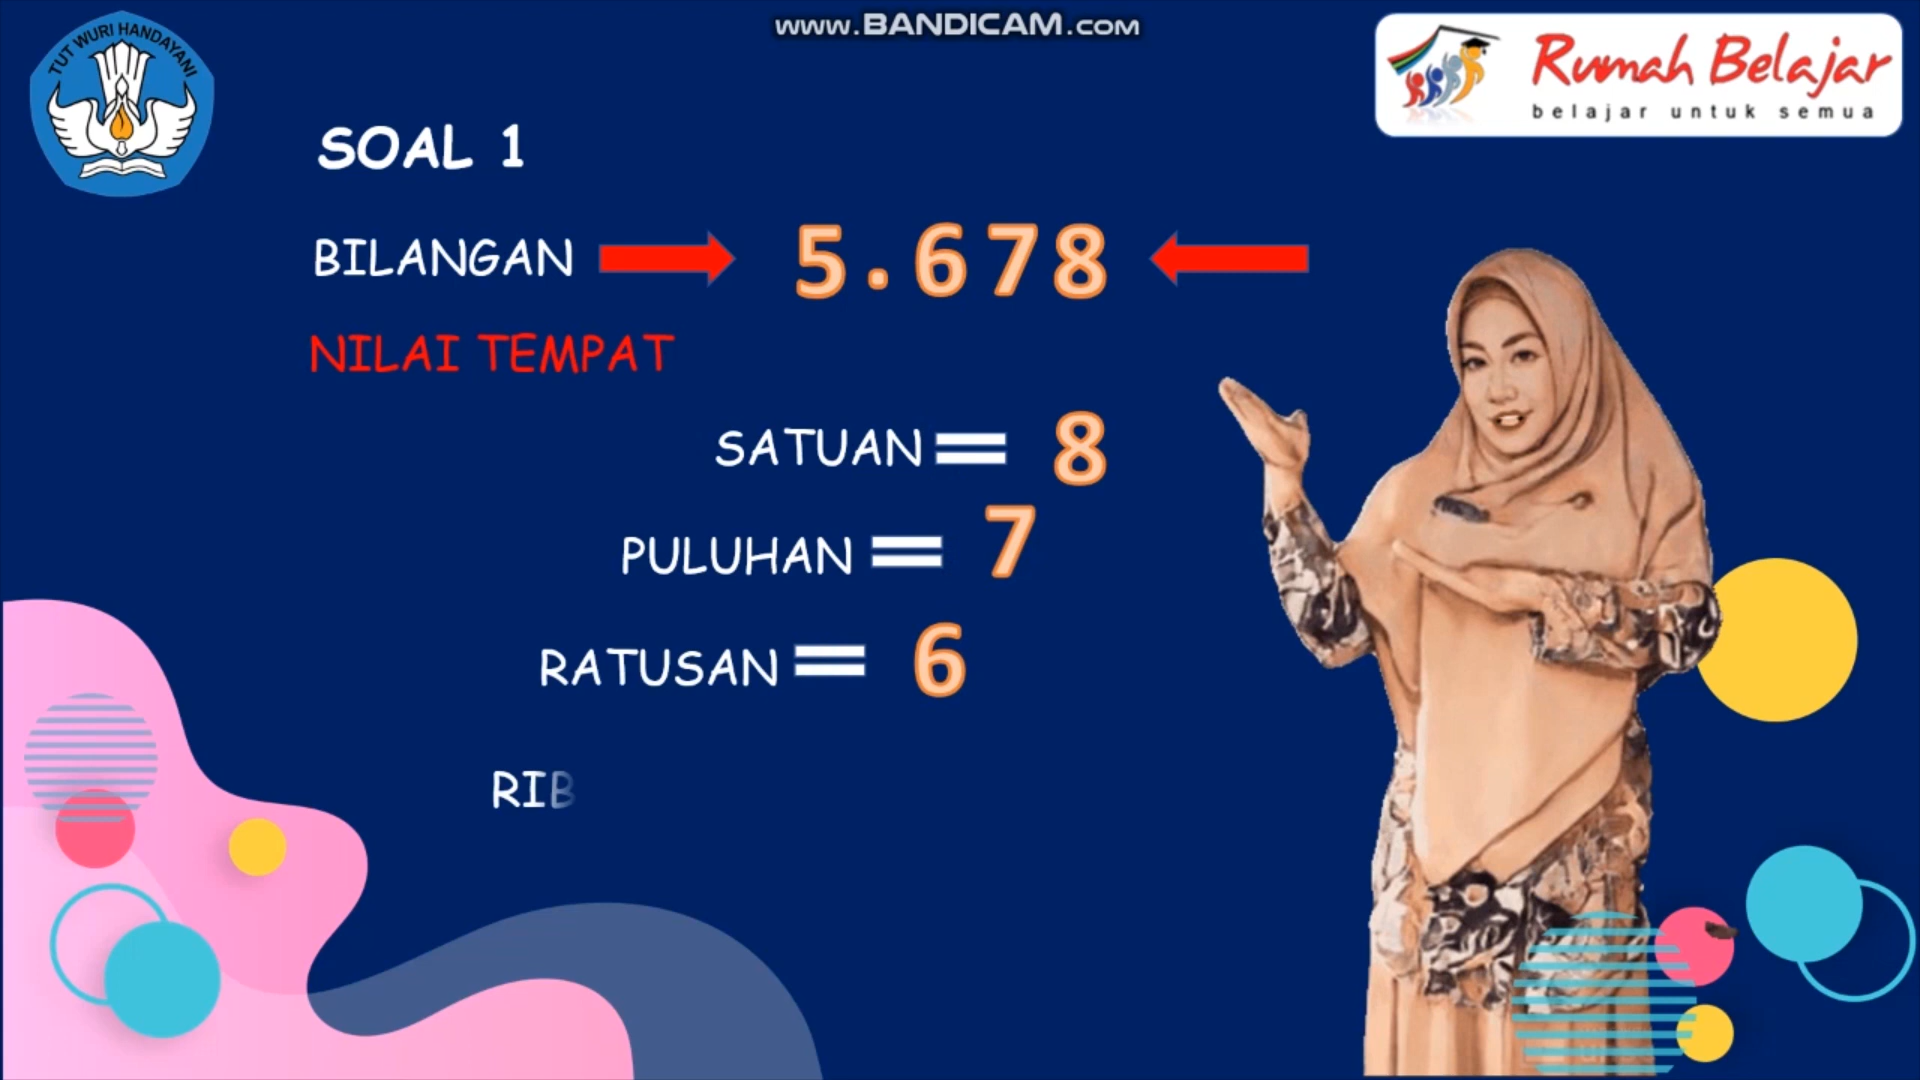 www.BANDICAM.com
TUT WURI HANDAYANI
Rumah Belajar
belajar untuk semua
SOAL 1
BILANGAN 5.678
NILAI TEMPAT
SATUAN = 8
PULUHAN = 7
RATUSAN = 6
RIB